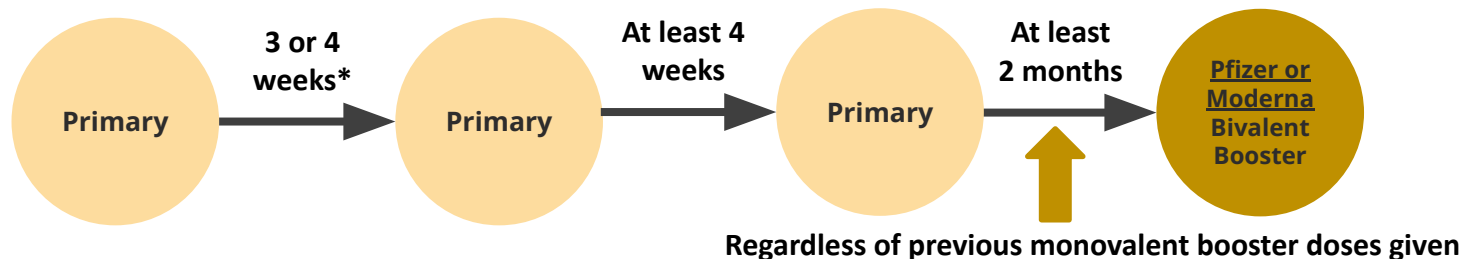 Primary
3 or 4
weeks*
Primary
At least 4
weeks
Primary
At least
2 months
Pfizer or
Moderna
Bivalent
Booster
Regardless of previous monovalent booster doses given